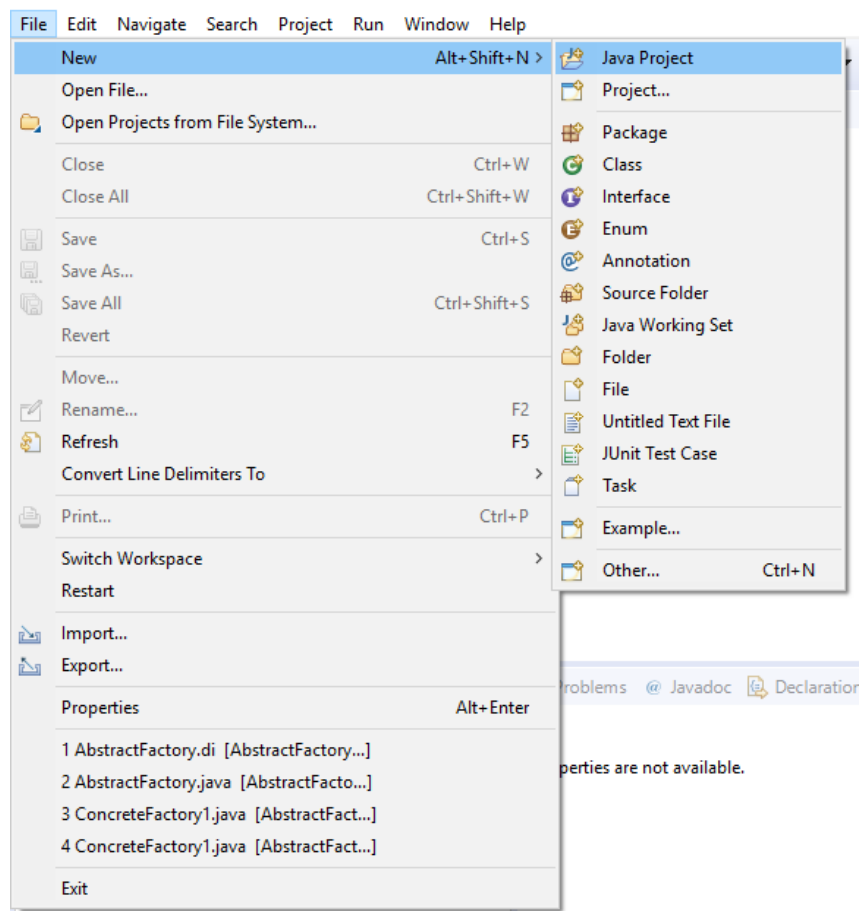 File Edit Navigate Search Project Run Window Help
New Alt+Shift+N >
Open File...
Open Projects from File System...
Close Ctrl+W
Close All Ctrl+Shift+W
Save Ctrl+S
Save As...
Save All Ctrl+Shift+S
Revert
Move...
Rename... F2
Refresh F5
Convert Line Delimiters To >
Print... Ctrl+P
Switch Workspace >
Restart
Import...
Export...
Properties Alt+Enter
1 AbstractFactory.di [AbstractFactory...]
2 AbstractFactory.java [AbstractFacto...]
3 ConcreteFactory1.java [AbstractFact...]
4 ConcreteFactory1.java [AbstractFact...]
Exit
Java Project
Project...
Package
Class
Interface
Enum
Annotation
Source Folder
Java Working Set
Folder
File
Untitled Text File
JUnit Test Case
Task
Example...
Other... Ctrl+N
roblems @ Javadoc Declaration
perties are not available.